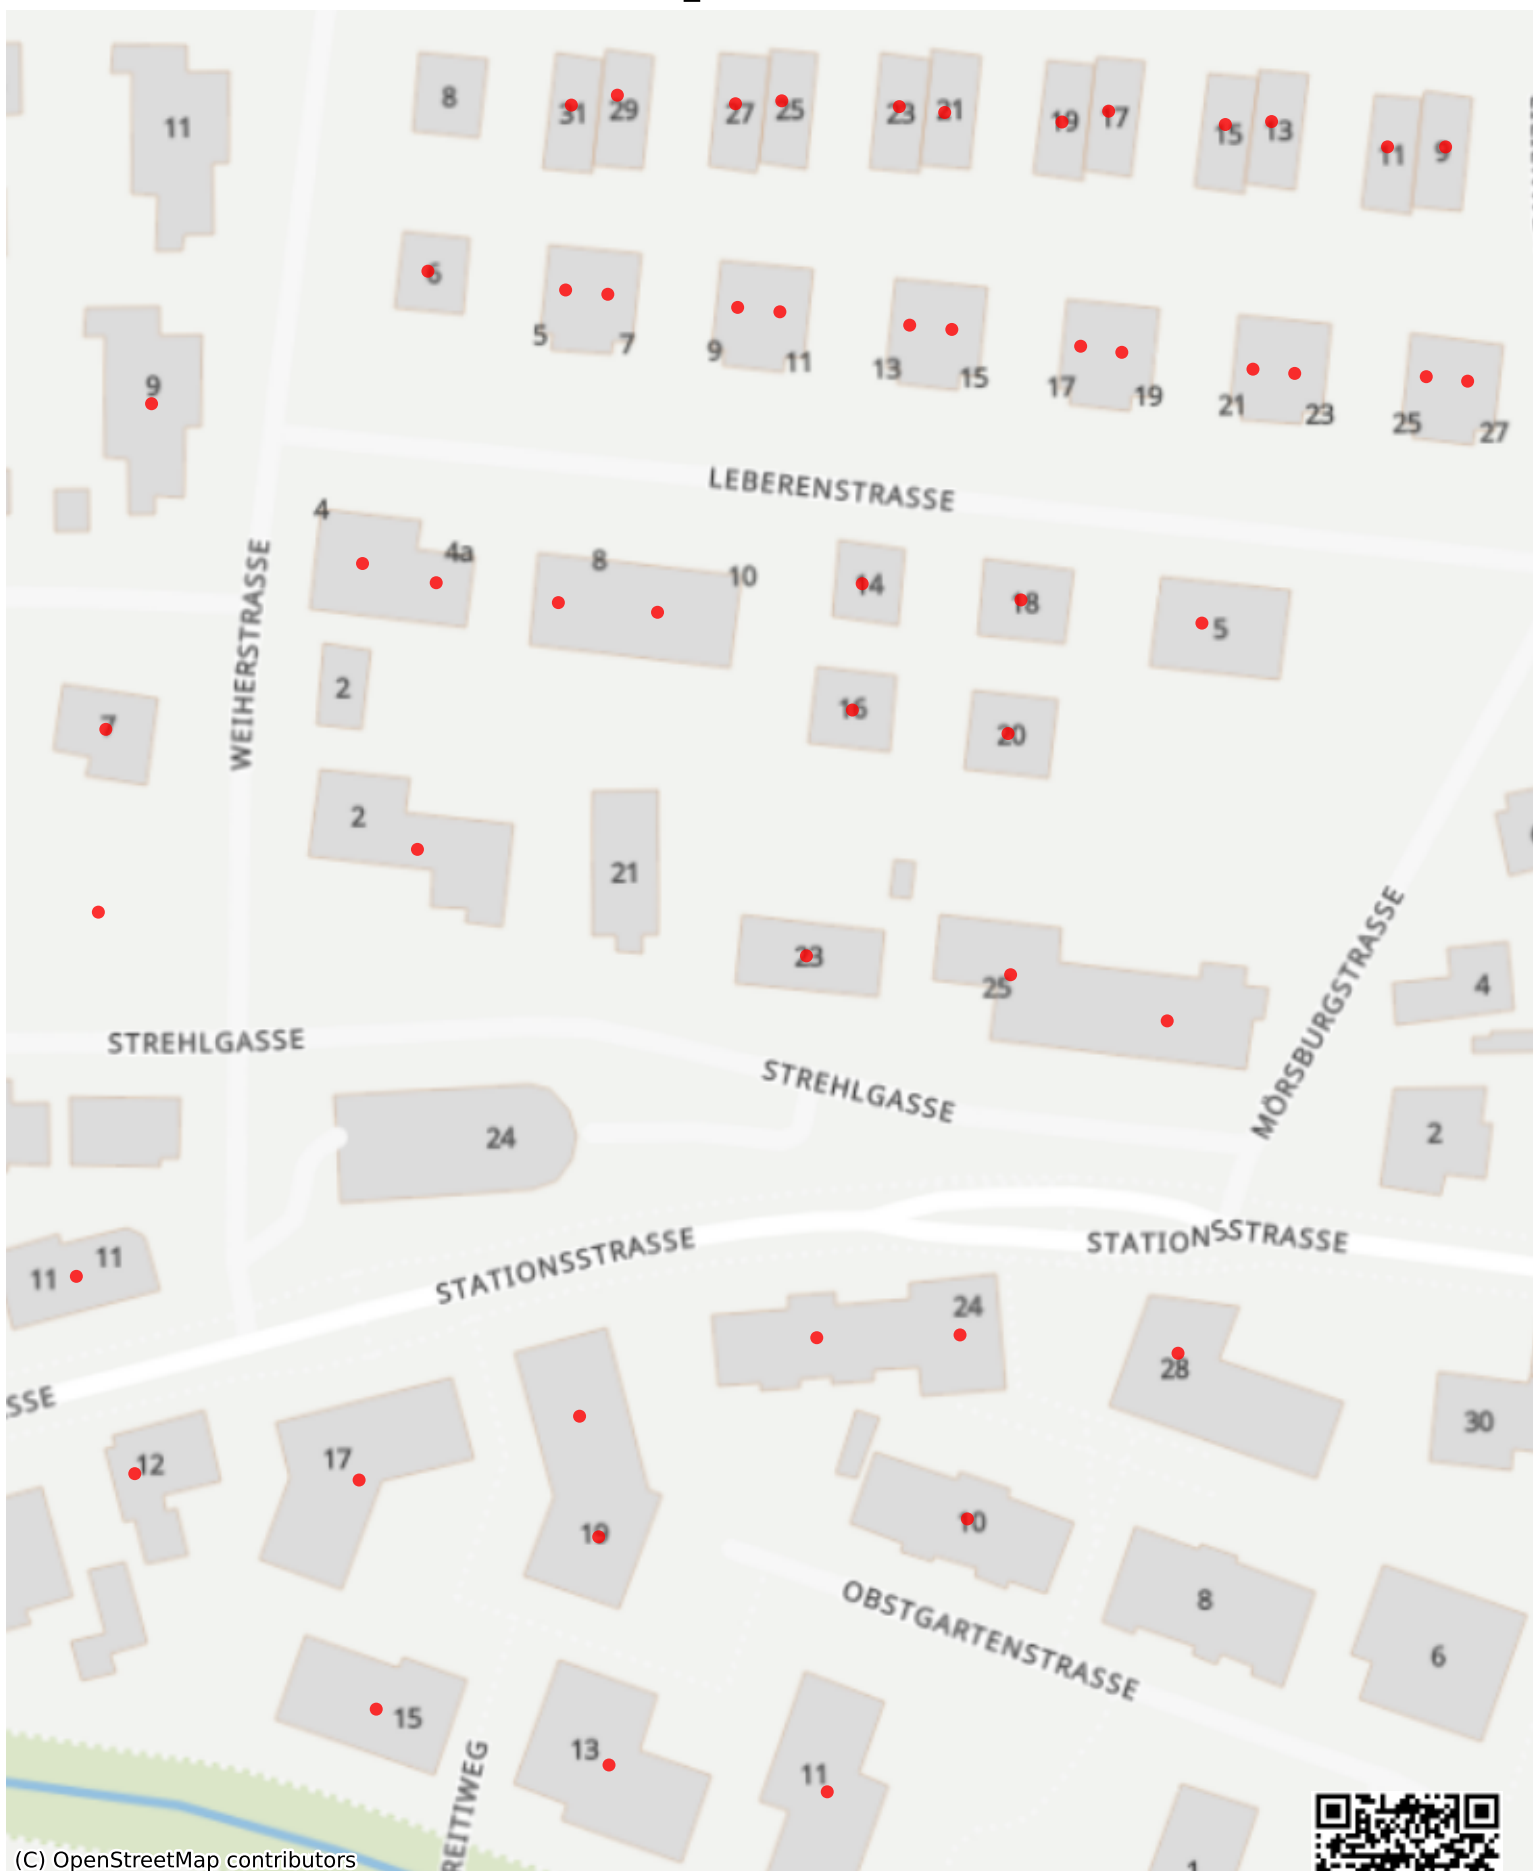 8
31 29 27 25 23 21 19 17 15 13 11 9
11
6
5 7 9 11 13 15 17 19 21 23 25 27
9
LEBERENSTRASSE
4 4a 8 10 14 18 5
WEIHERSTRASSE
2
7 16 20
2
21
23 25
4
MÖRSBURGSTRASSE
STREHLGASSE
STREHLGASSE
24
2
11 11
STATIONSSTRASSE
STATIONSSTRASSE
24
28
SSE
30
12 17
19
10
8
OBSTGARTENSTRASSE
6
15
13
11
REITIWEG
1
(C) OpenStreetMap contributors